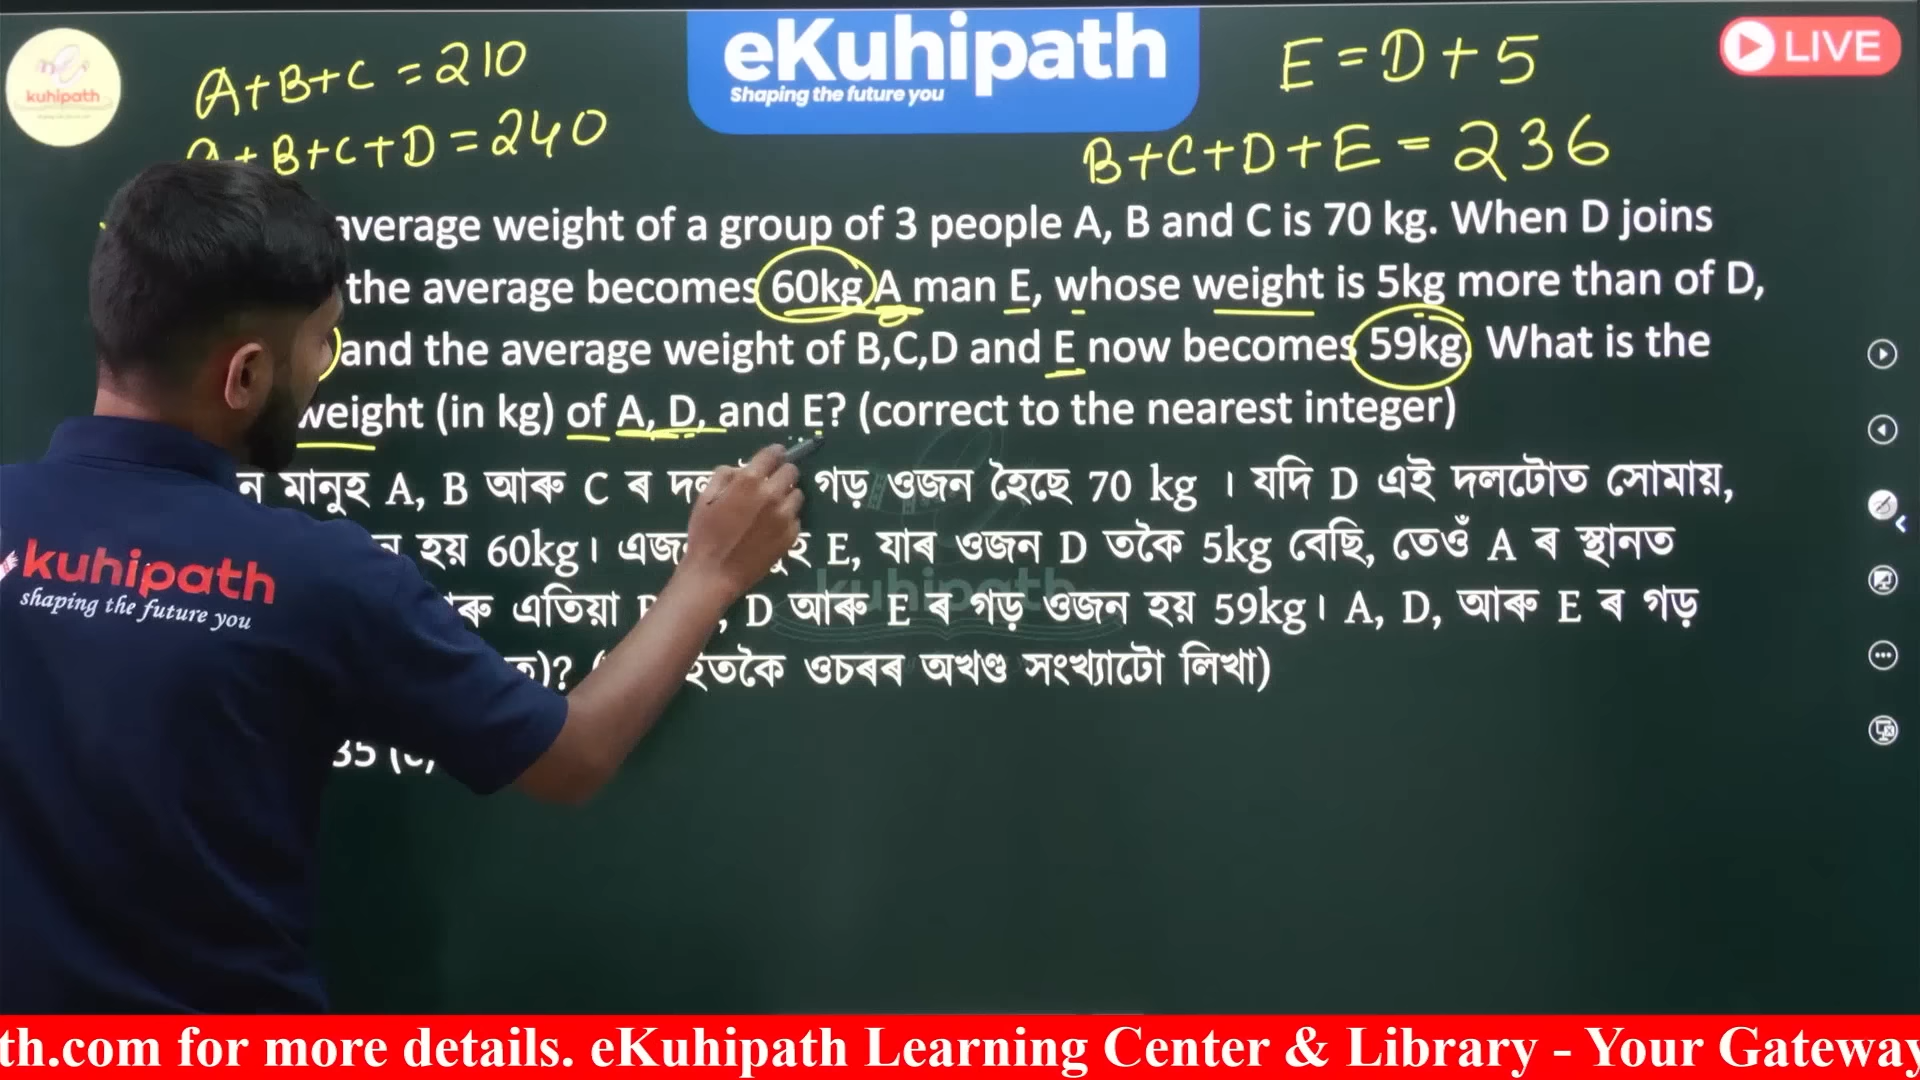 kuhipath
A+B+C = 210
A+B+C+D = 240
eKuhipath
Shaping the future you
E = D + 5
B+C+D+E = 236
LIVE
average weight of a group of 3 people A, B and C is 70 kg. When D joins
the average becomes 60kg A man E, whose weight is 5kg more than of D,
and the average weight of B,C,D and E now becomes 59kg. What is the
weight (in kg) of A, D, and E? (correct to the nearest integer)
মানুহ A, B আৰু C ৰ গড় ওজন হৈছে 70 kg । যদি D এই দলটোত সোমায়,
হয় 60kg। E, যাৰ ওজন D তকৈ 5kg বেছি, তেওঁ A ৰ স্থানত
এতিয়া D আৰু E ৰ গড় ওজন হয় 59kg। A, D, আৰু E ৰ গড়
ওচৰৰ অখণ্ড সংখ্যাটো লিখা)
kuhipath
shaping the future you
kuhipath
th.com for more details. eKuhipath Learning Center & Library - Your Gateway